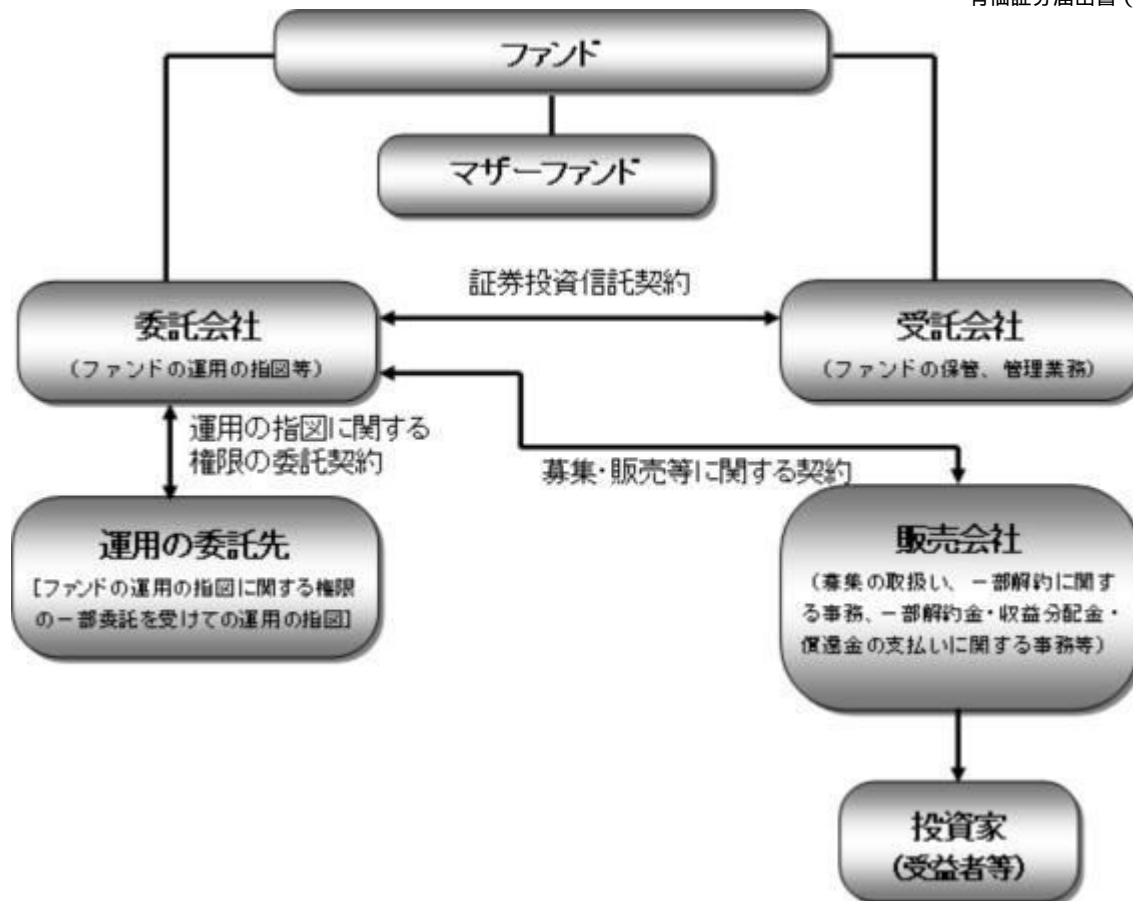 有価証券届出書(
ファンド
マザーファンド
証券投資信託契約
委託会社
(ファンドの運用の指図等)
受託会社
(ファンドの保管、管理業務)
運用の指図に関する
権限の委託契約
募集・販売等に関する契約
運用の委託先
[ファンドの運用の指図に関する権限
の一部委託を受けての運用の指図]
販売会社
(募集の取扱い、一部解約に関す
る事務、一部解約金・収益分配金・
償還金の支払いに関する事務等)
投資家
(受益者等)